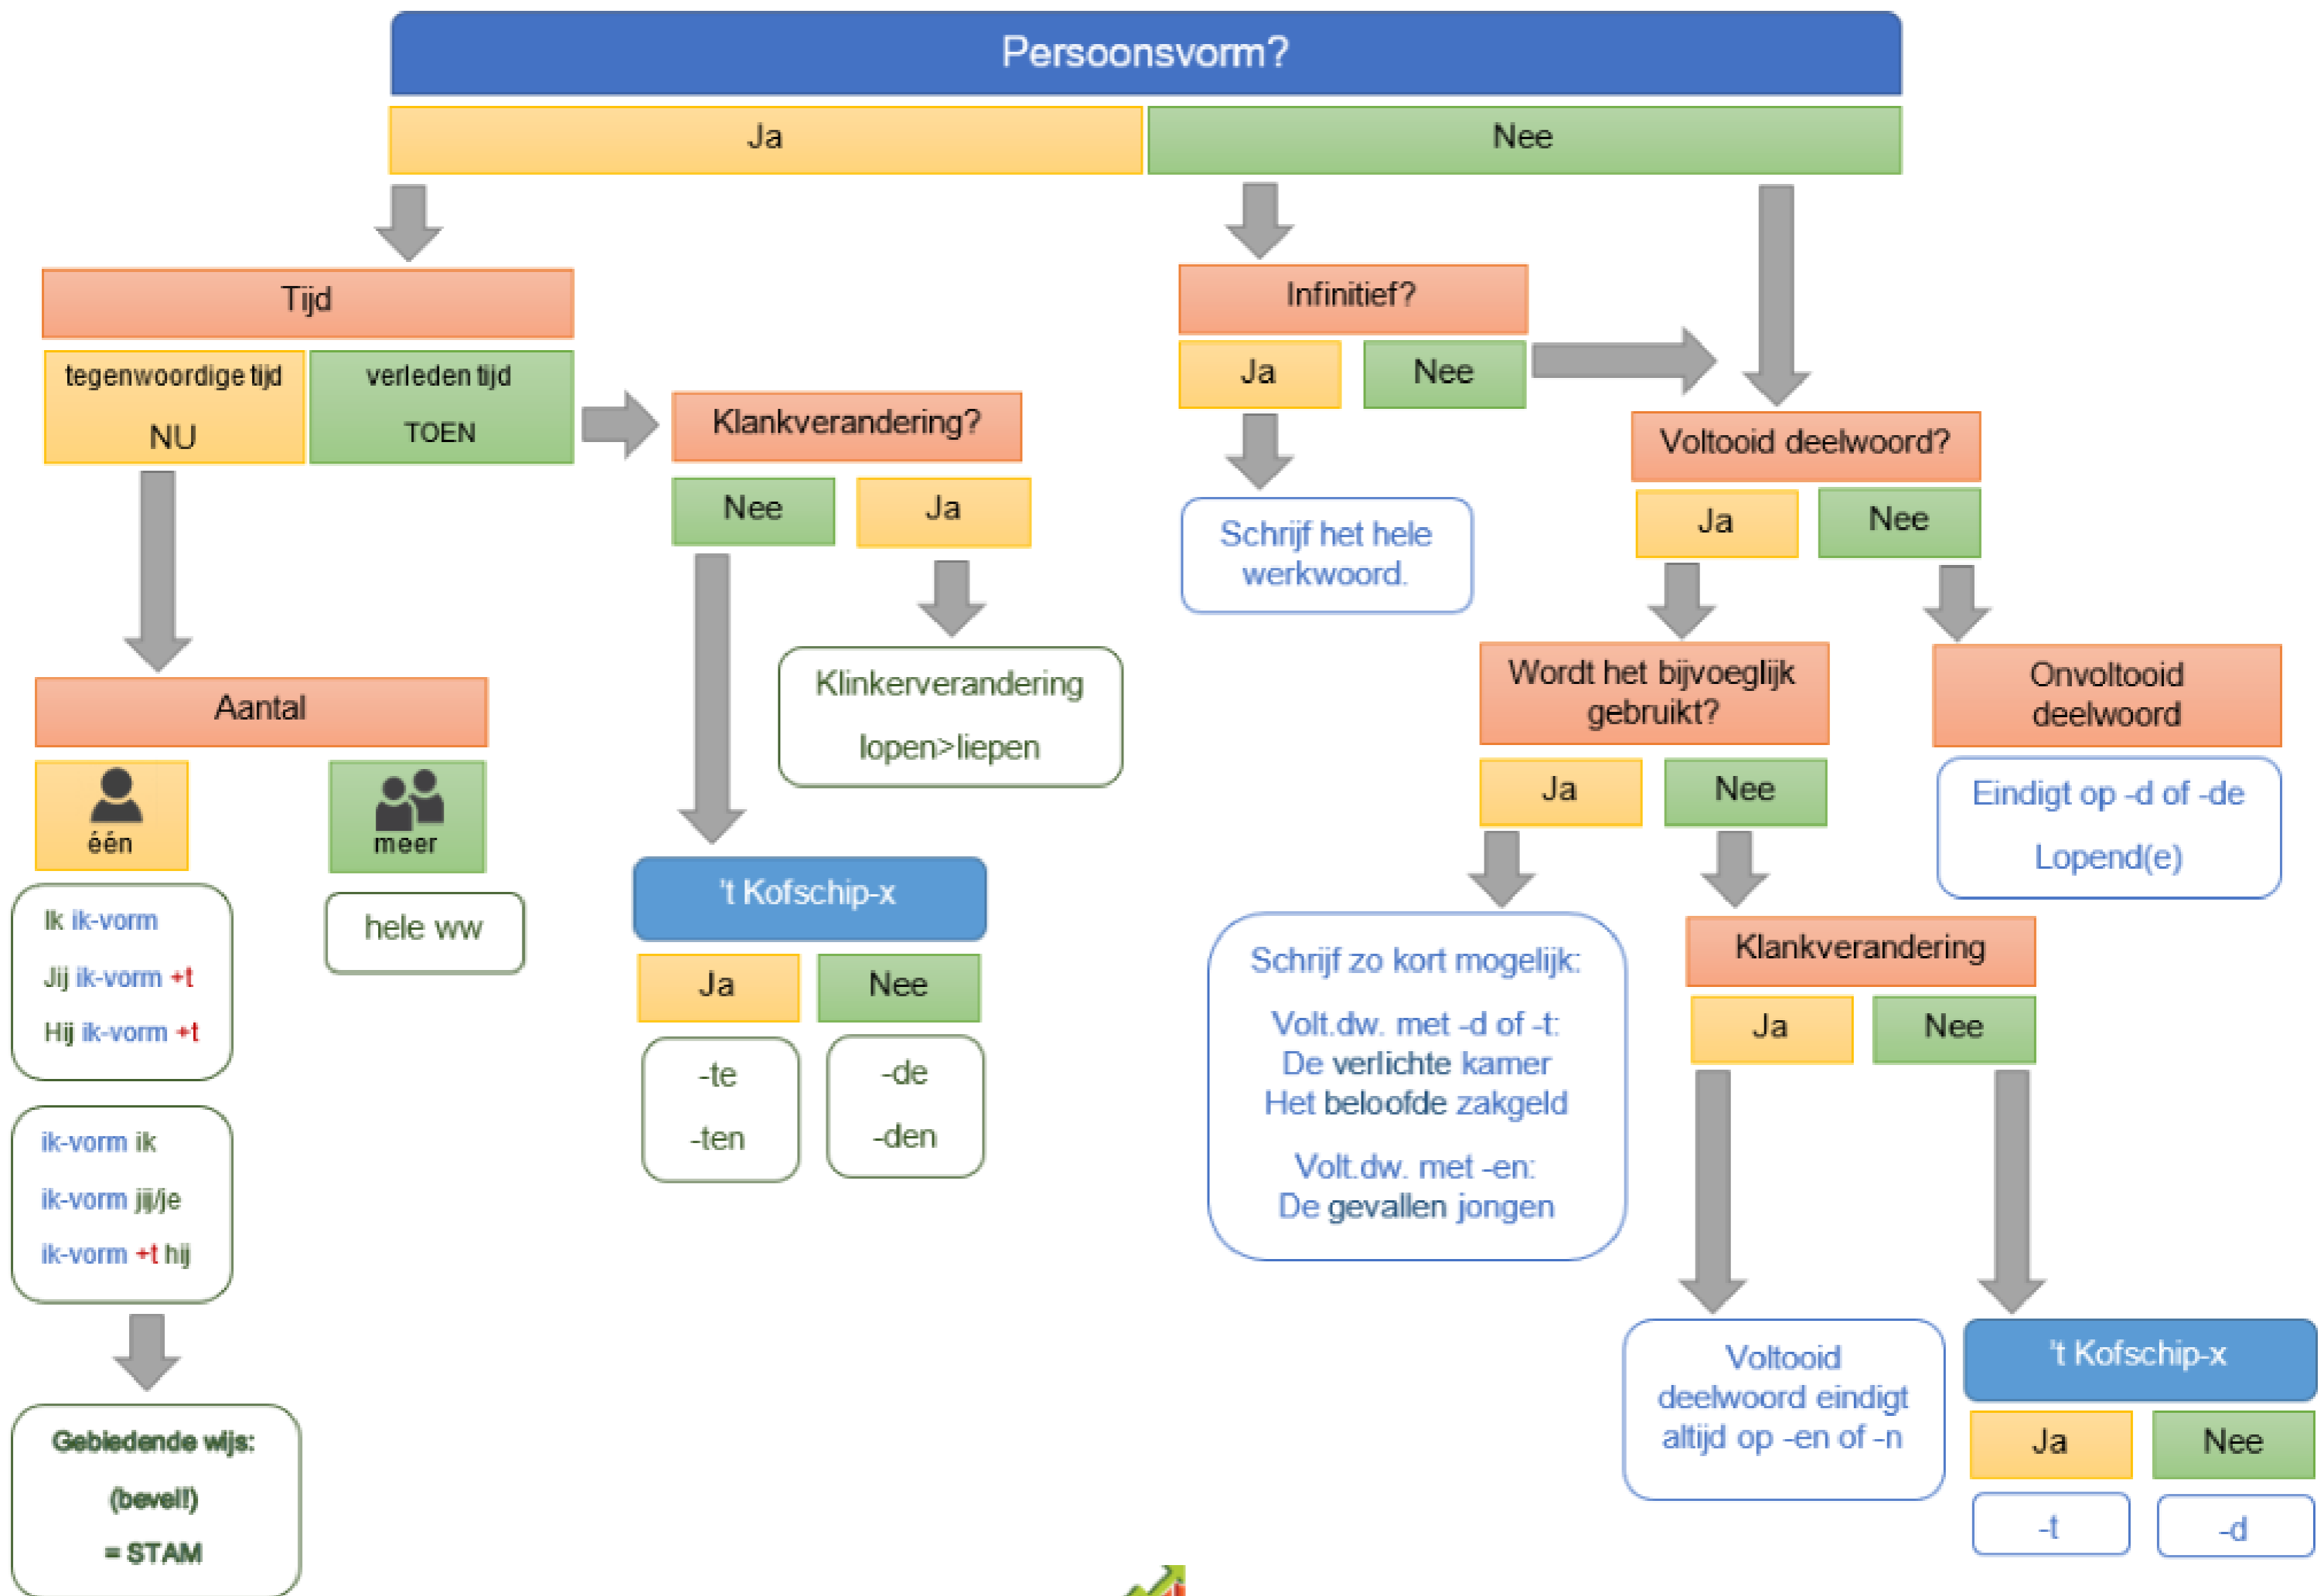 Persoonsvorm?
Ja
Nee
Tijd
tegenwoordige tijd
NU
verleden tijd
TOEN
Klankverandering?
Nee
Ja
Klinkerverandering
lopen>liepen
Aantal
één
meer
Ik ik-vorm
Jij ik-vorm +t
Hij ik-vorm +t
hele ww
ik-vorm ik
ik-vorm jij/je
ik-vorm +t hij
Gebiedende wijs:
(bevel!)
= STAM
't Kofschip-x
Ja
Nee
-te
-ten
-de
-den
Infinitief?
Ja
Nee
Schrijf het hele
werkwoord.
Voltooid deelwoord?
Ja
Nee
Wordt het bijvoeglijk
gebruikt?
Ja
Nee
Onvoltooid
deelwoord
Eindigt op -d of -de
Lopend(e)
Schrijf zo kort mogelijk:
Volt.dw. met -d of -t:
De verlichte kamer
Het beloofde zakgeld
Volt.dw. met -en:
De gevallen jongen
Klankverandering
Ja
Nee
Voltooid
deelwoord eindigt
altijd op -en of -n
't Kofschip-x
Ja
Nee
-t
-d